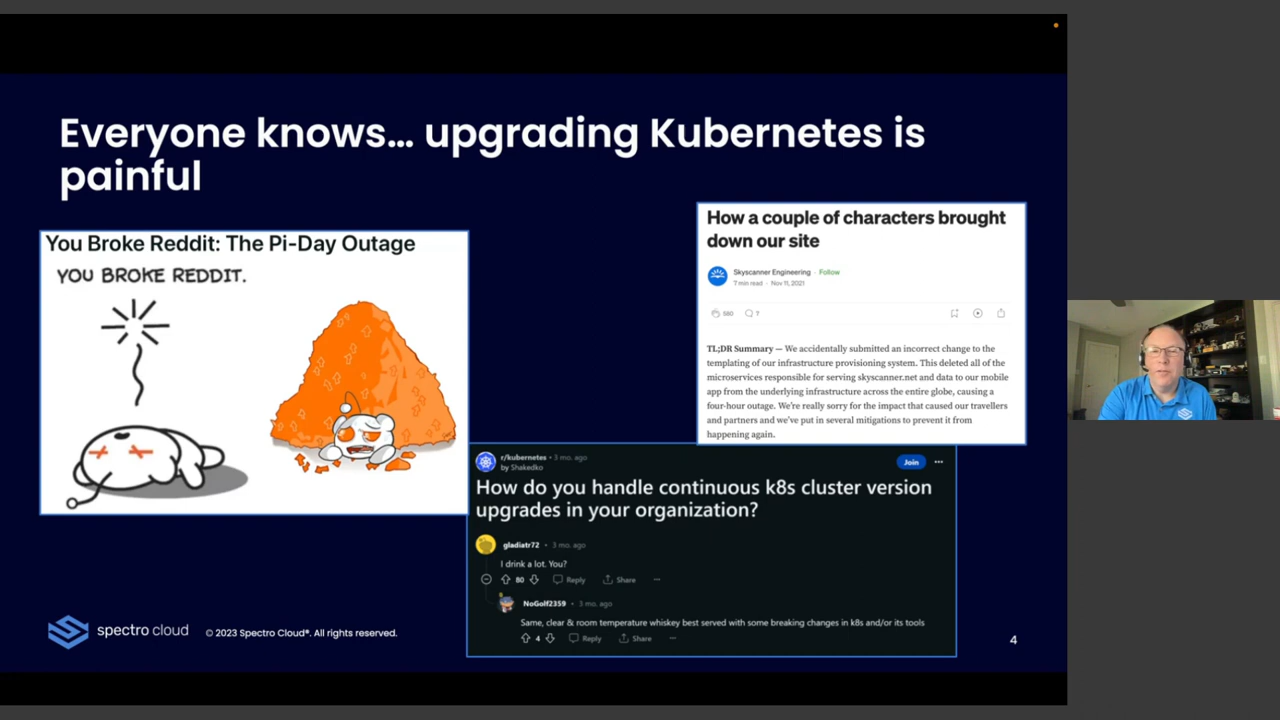 Everyone knows... upgrading Kubernetes is
painful
You Broke Reddit: The Pi-Day Outage
YOU BROKE REDDIT.
How a couple of characters brought
down our site
Skyscanner Engineering · Follow
7 min read · Nov 11, 2021
580 7
TL;DR Summary — We accidentally submitted an incorrect change to the
templating of our infrastructure provisioning system. This deleted all of the
microservices responsible for serving skyscanner.net and data to our mobile
app from the underlying infrastructure across the entire globe, causing a
four-hour outage. We're really sorry for the impact that caused our travellers
and partners and we've put in several mitigations to prevent it from
happening again.
r/kubernetes • 3 mo. ago
by Shakedko
Join
How do you handle continuous k8s cluster version
upgrades in your organization?
gladiatr72 • 3 mo. ago
I drink a lot. You?
80 Reply Share
NoGolf2359 • 3 mo. ago
Same, clear & room temperature whiskey best served with some breaking changes in k8s and/or its tools
4 Reply Share
spectro cloud © 2023 Spectro Cloud®. All rights reserved.
4